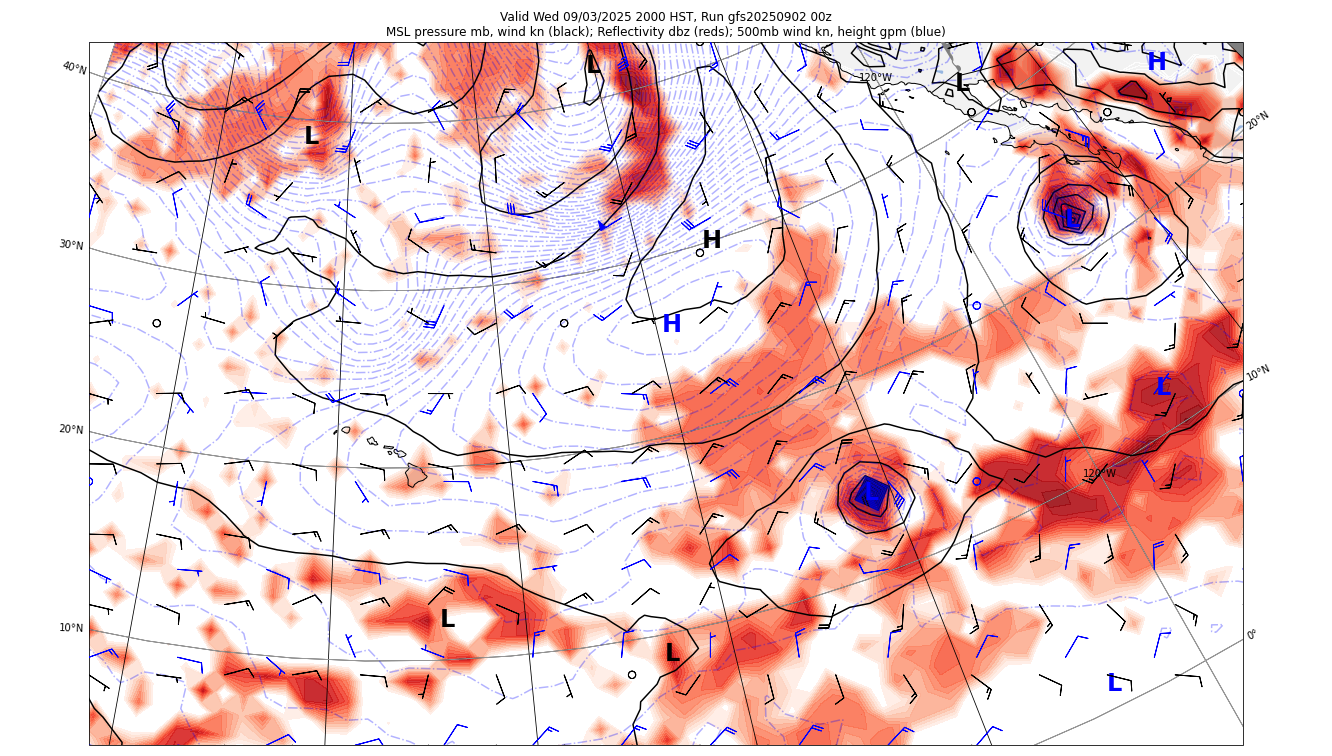 Valid Wed 09/03/2025 2000 HST, Run gfs20250902 00z
MSL pressure mb, wind kn (black); Reflectivity dbz (reds); 500mb wind kn, height gpm (blue)
40°N
L
120°W
L
H
20°N
L
L
30°N
H
H
10°N
L
20°N
120°W
L
10°N
L
L
0°
L